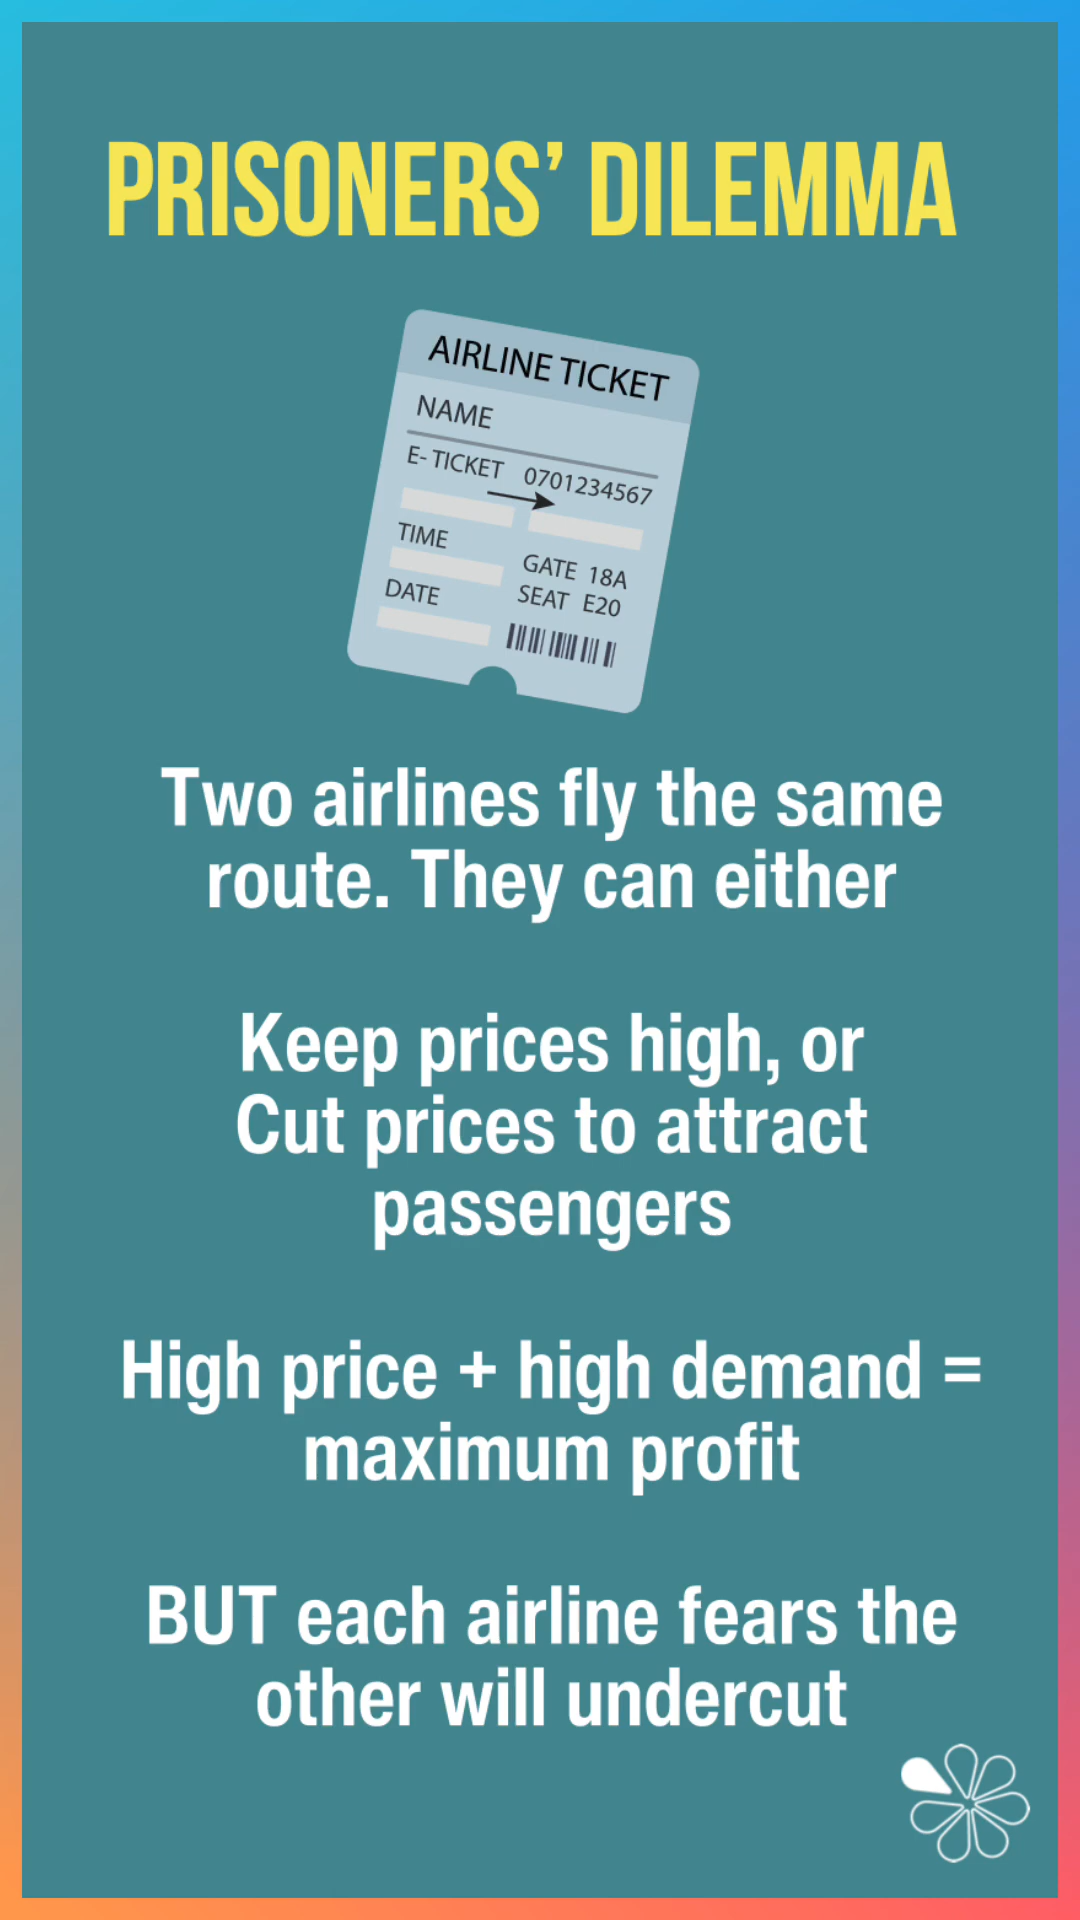 PRISONERS’ DILEMMA
AIRLINE TICKET
NAME
E- TICKET 0701234567
TIME
GATE 18A
DATE
SEAT E20
Two airlines fly the same
route. They can either
Keep prices high, or
Cut prices to attract
passengers
High price + high demand =
maximum profit
BUT each airline fears the
other will undercut